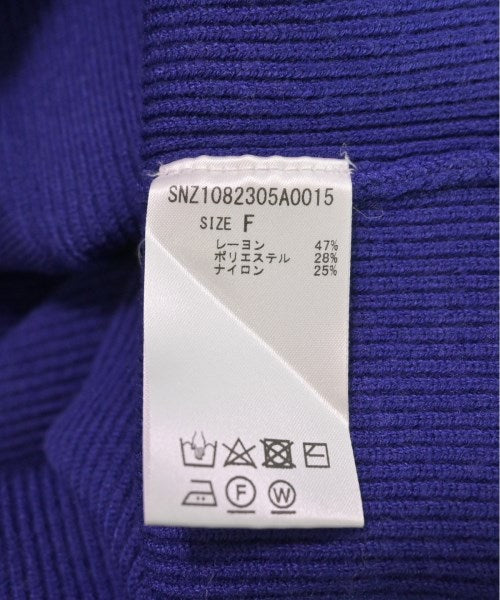 SNZ1082305A0015
SIZE F
レーヨン 47%
ポリエステル 28%
ナイロン 25%
F W